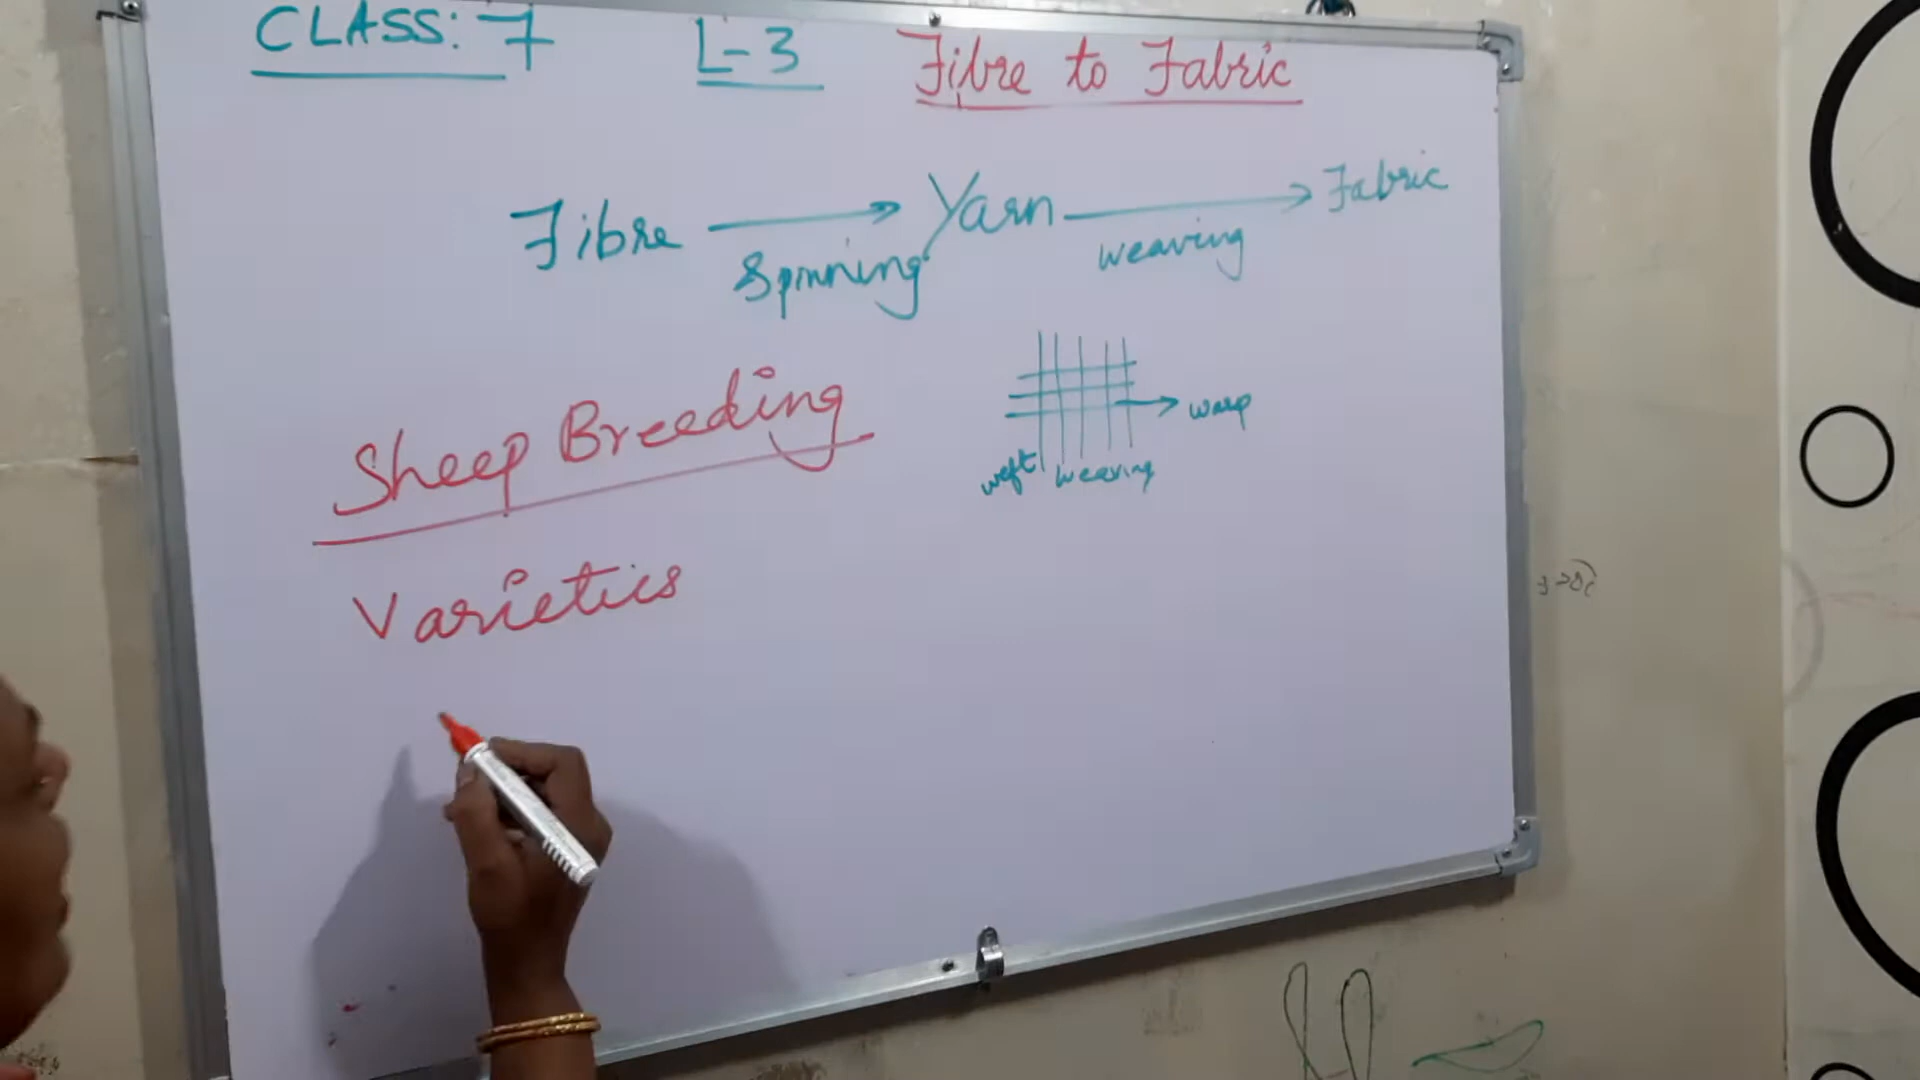 CLASS: 7 L-3 Fibre to Fabric
Fibre → Yarn → Fabric
Spinning weaving
Sheep Breeding
warp
weft weaving
Varieties